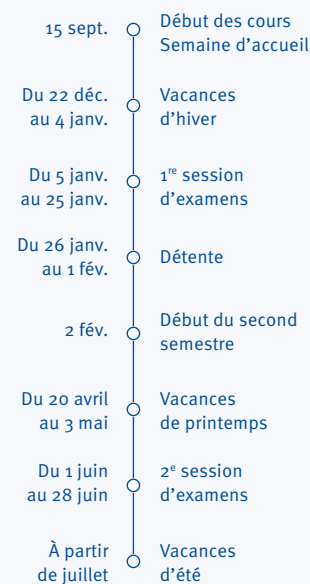 15 sept.
Début des cours
Semaine d'accueil
Du 22 déc.
au 4 janv.
Vacances
d'hiver
Du 5 janv.
au 25 janv.
1re session
d'examens
Du 26 janv.
au 1 fév.
Détente
2 fév.
Début du second
semestre
Du 20 avril
au 3 mai
Vacances
de printemps
Du 1 juin
au 28 juin
2e session
d'examens
À partir
de juillet
Vacances
d'été